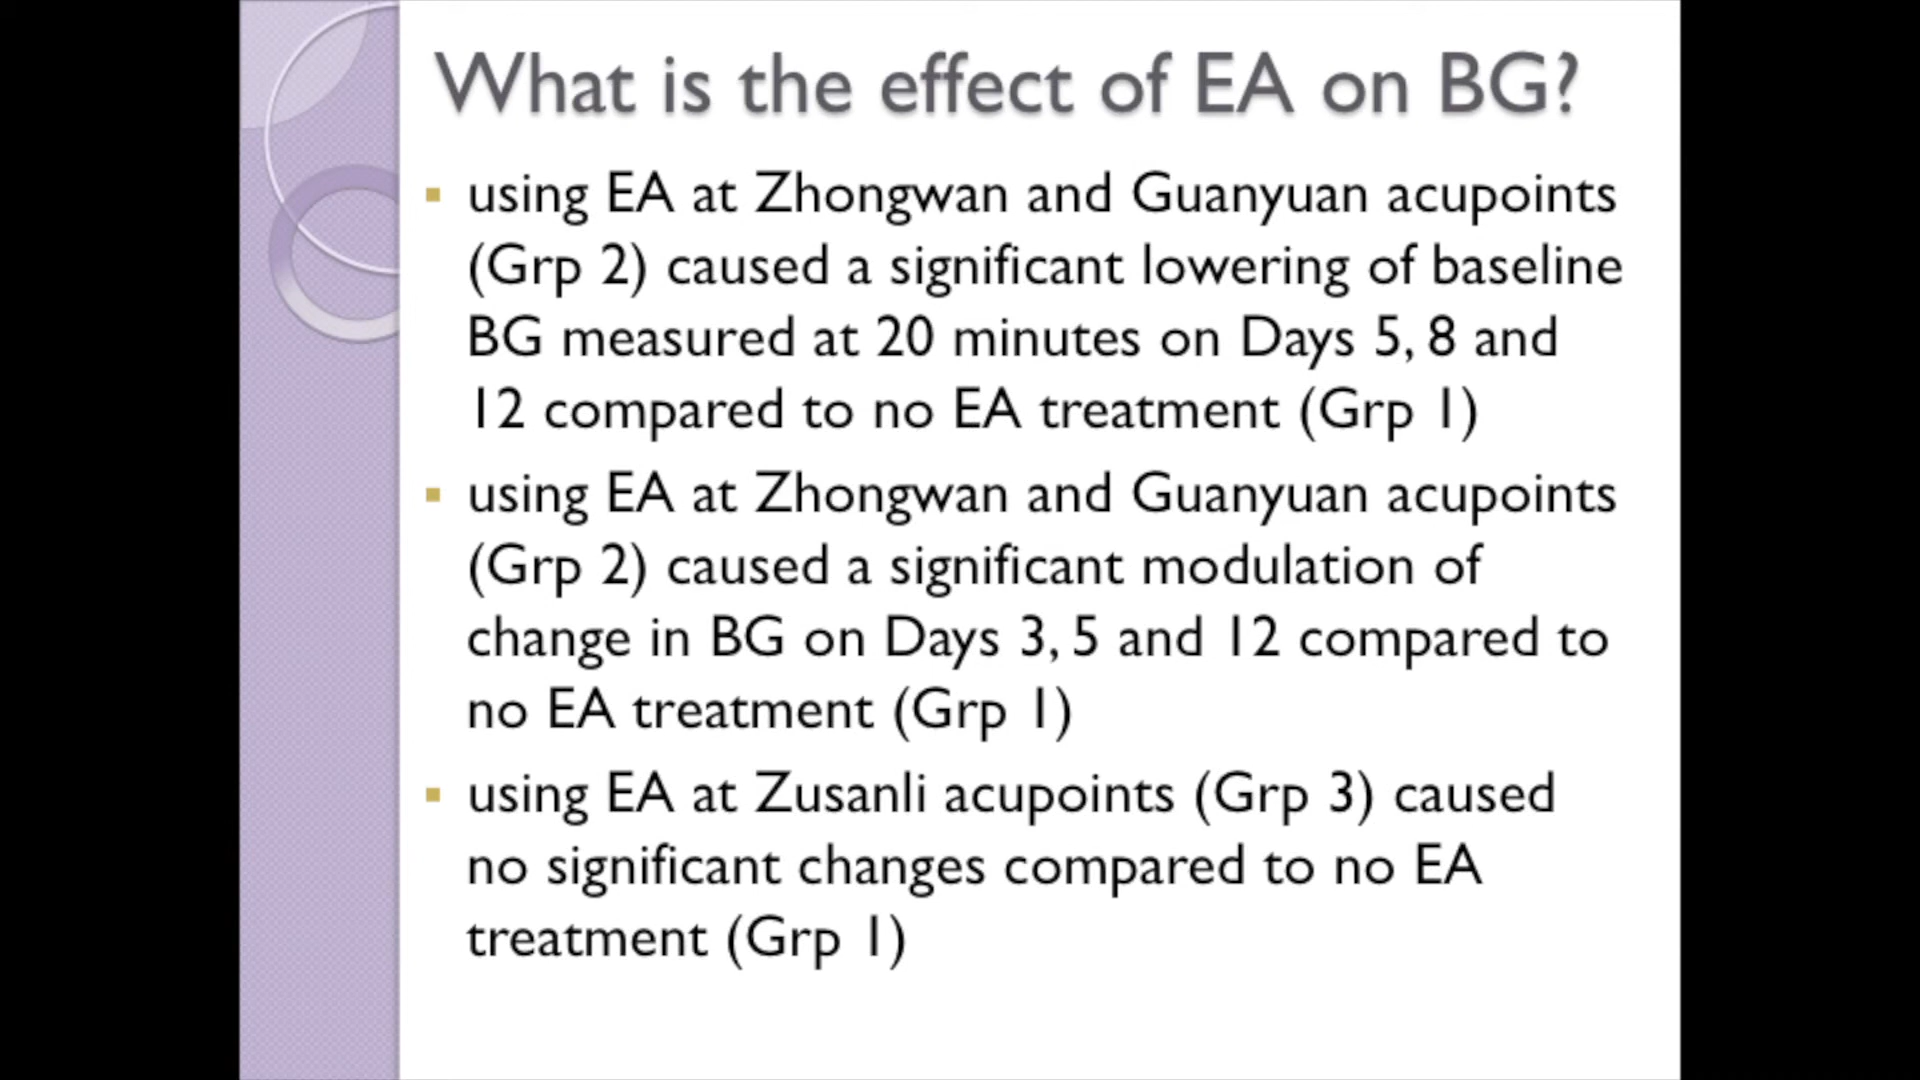 What is the effect of EA on BG?
using EA at Zhongwan and Guanyuan acupoints
(Grp 2) caused a significant lowering of baseline
BG measured at 20 minutes on Days 5, 8 and
12 compared to no EA treatment (Grp 1)
using EA at Zhongwan and Guanyuan acupoints
(Grp 2) caused a significant modulation of
change in BG on Days 3, 5 and 12 compared to
no EA treatment (Grp 1)
using EA at Zusanli acupoints (Grp 3) caused
no significant changes compared to no EA
treatment (Grp 1)